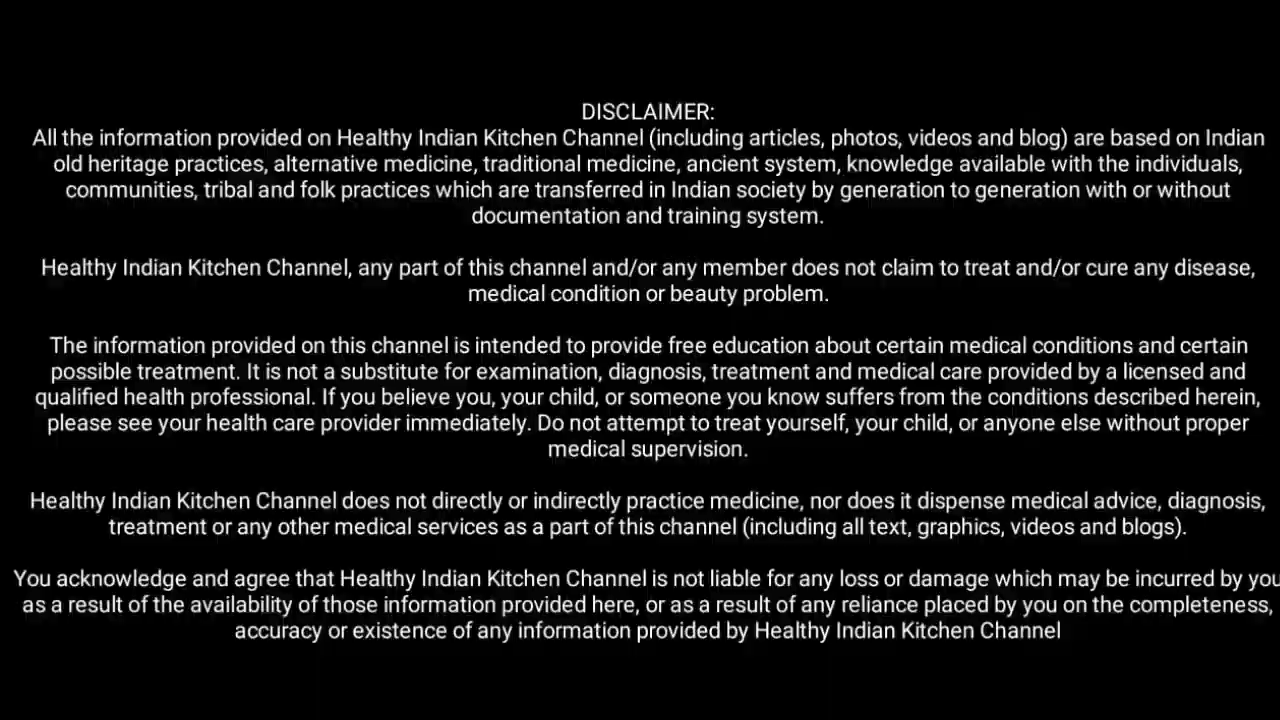 DISCLAIMER:
All the information provided on Healthy Indian Kitchen Channel (including articles, photos, videos and blog) are based on Indian
old heritage practices, alternative medicine, traditional medicine, ancient system, knowledge available with the individuals,
communities, tribal and folk practices which are transferred in Indian society by generation to generation with or without
documentation and training system.
Healthy Indian Kitchen Channel, any part of this channel and/or any member does not claim to treat and/or cure any disease,
medical condition or beauty problem.
The information provided on this channel is intended to provide free education about certain medical conditions and certain
possible treatment. It is not a substitute for examination, diagnosis, treatment and medical care provided by a licensed and
qualified health professional. If you believe you, your child, or someone you know suffers from the conditions described herein,
please see your health care provider immediately. Do not attempt to treat yourself, your child, or anyone else without proper
medical supervision.
Healthy Indian Kitchen Channel does not directly or indirectly practice medicine, nor does it dispense medical advice, diagnosis,
treatment or any other medical services as a part of this channel (including all text, graphics, videos and blogs).
You acknowledge and agree that Healthy Indian Kitchen Channel is not liable for any loss or damage which may be incurred by you
as a result of the availability of those information provided here, or as a result of any reliance placed by you on the completeness,
accuracy or existence of any information provided by Healthy Indian Kitchen Channel